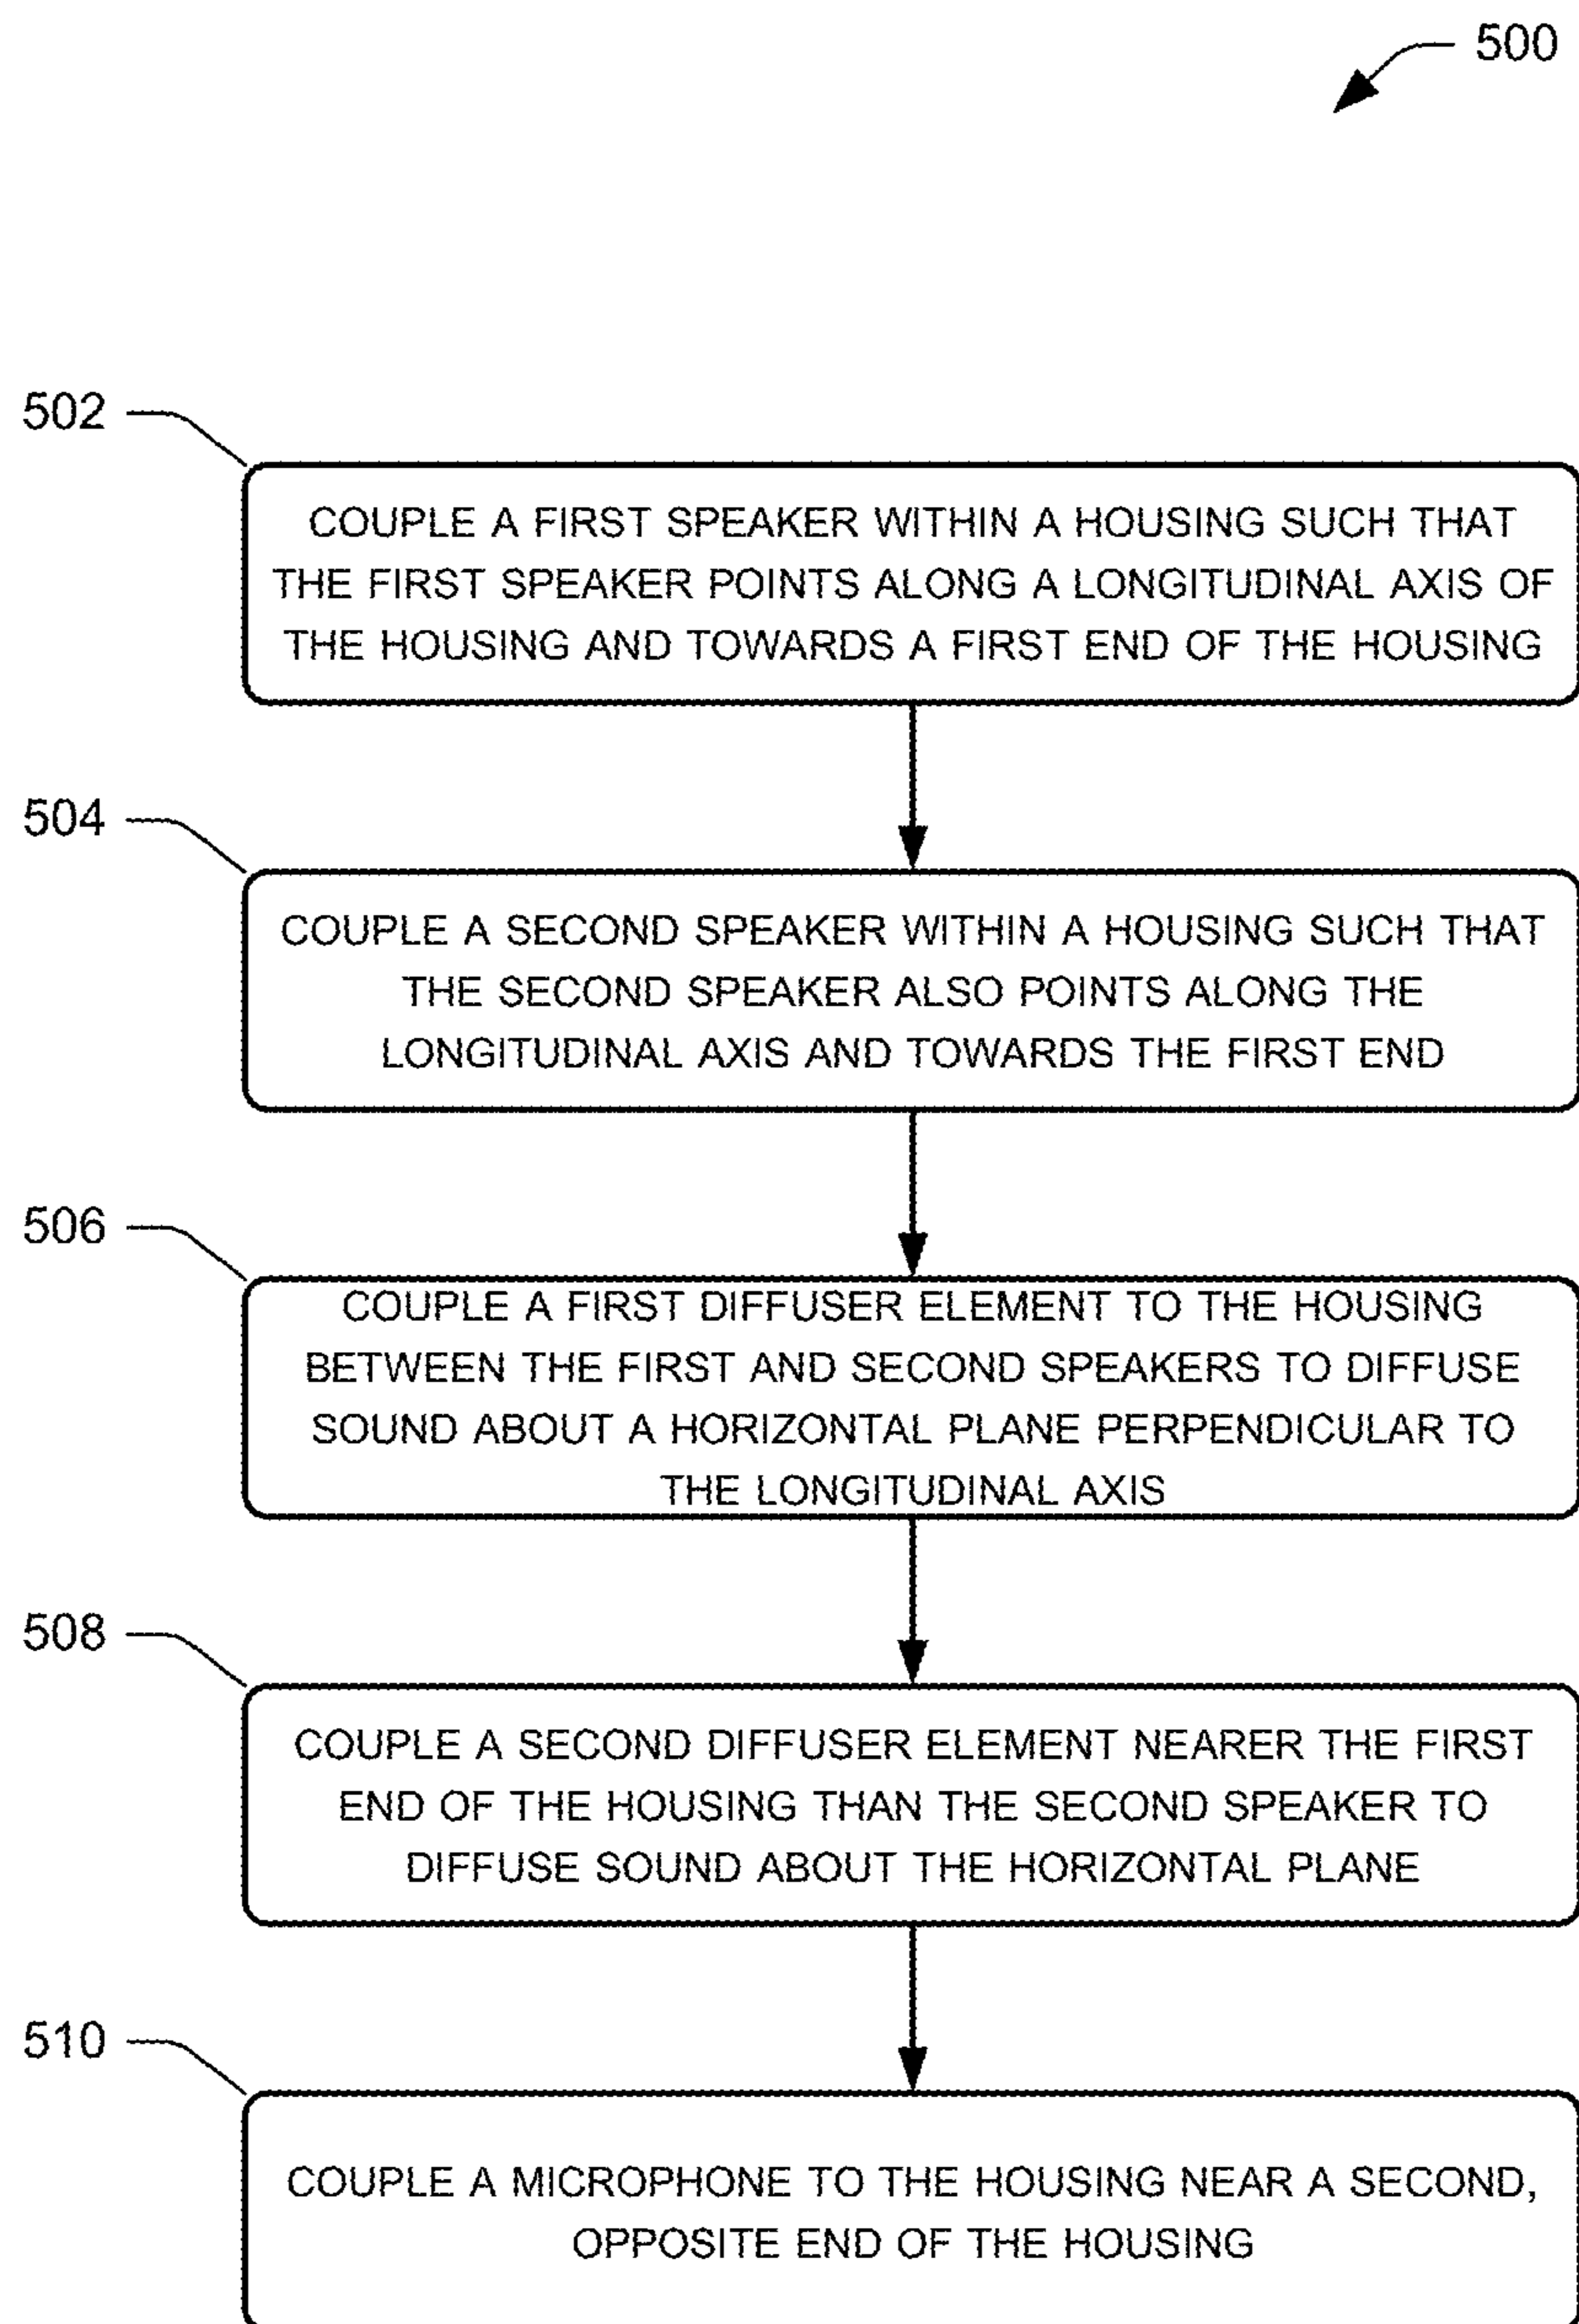 500
502
COUPLE A FIRST SPEAKER WITHIN A HOUSING SUCH THAT
THE FIRST SPEAKER POINTS ALONG A LONGITUDINAL AXIS OF
THE HOUSING AND TOWARDS A FIRST END OF THE HOUSING
504
COUPLE A SECOND SPEAKER WITHIN A HOUSING SUCH THAT
THE SECOND SPEAKER ALSO POINTS ALONG THE
LONGITUDINAL AXIS AND TOWARDS THE FIRST END
506
COUPLE A FIRST DIFFUSER ELEMENT TO THE HOUSING
BETWEEN THE FIRST AND SECOND SPEAKERS TO DIFFUSE
SOUND ABOUT A HORIZONTAL PLANE PERPENDICULAR TO
THE LONGITUDINAL AXIS
508
COUPLE A SECOND DIFFUSER ELEMENT NEARER THE FIRST
END OF THE HOUSING THAN THE SECOND SPEAKER TO
DIFFUSE SOUND ABOUT THE HORIZONTAL PLANE
510
COUPLE A MICROPHONE TO THE HOUSING NEAR A SECOND,
OPPOSITE END OF THE HOUSING